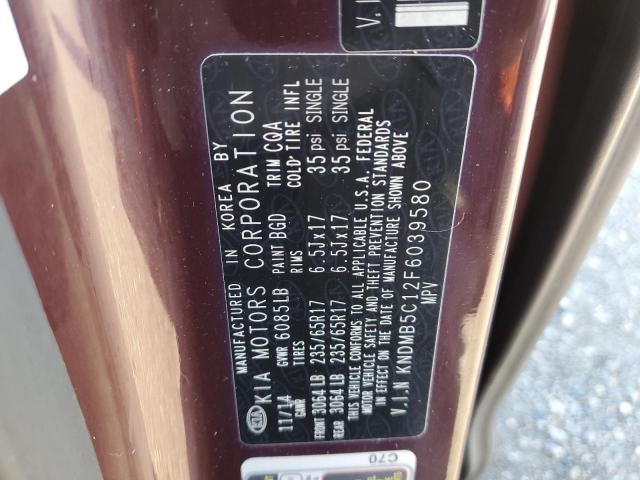 V.I.N
MANUFACTURED IN KOREA BY
KIA KIA MOTORS CORPORATION
11/14 GVWR 6085LB PAINT BGD TRIM CQA
GAWR TIRES RIMS COLD TIRE INFL
FRONT 3064LB 235/65R17 6.5Jx17 35 psi SINGLE
REAR 3064LB 235/65R17 6.5Jx17 35 psi SINGLE
THIS VEHICLE CONFORMS TO ALL APPLICABLE U.S.A. FEDERAL
MOTOR VEHICLE SAFETY AND THEFT PREVENTION STANDARDS
IN EFFECT ON THE DATE OF MANUFACTURE SHOWN ABOVE
V.I.N KNDMB5C12F6039580
MPV
C70